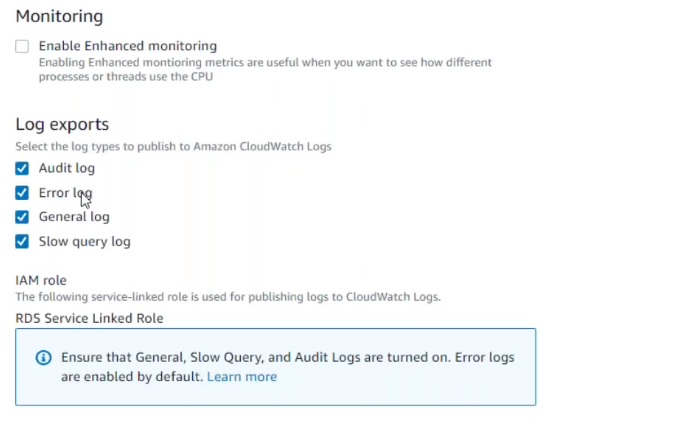 Monitoring
Enable Enhanced monitoring
Enabling Enhanced montioring metrics are useful when you want to see how different
processes or threads use the CPU
Log exports
Select the log types to publish to Amazon CloudWatch Logs
Audit log
Error log
General log
Slow query log
IAM role
The following service-linked role is used for publishing logs to CloudWatch Logs.
RDS Service Linked Role
Ensure that General, Slow Query, and Audit Logs are turned on. Error logs
are enabled by default. Learn more